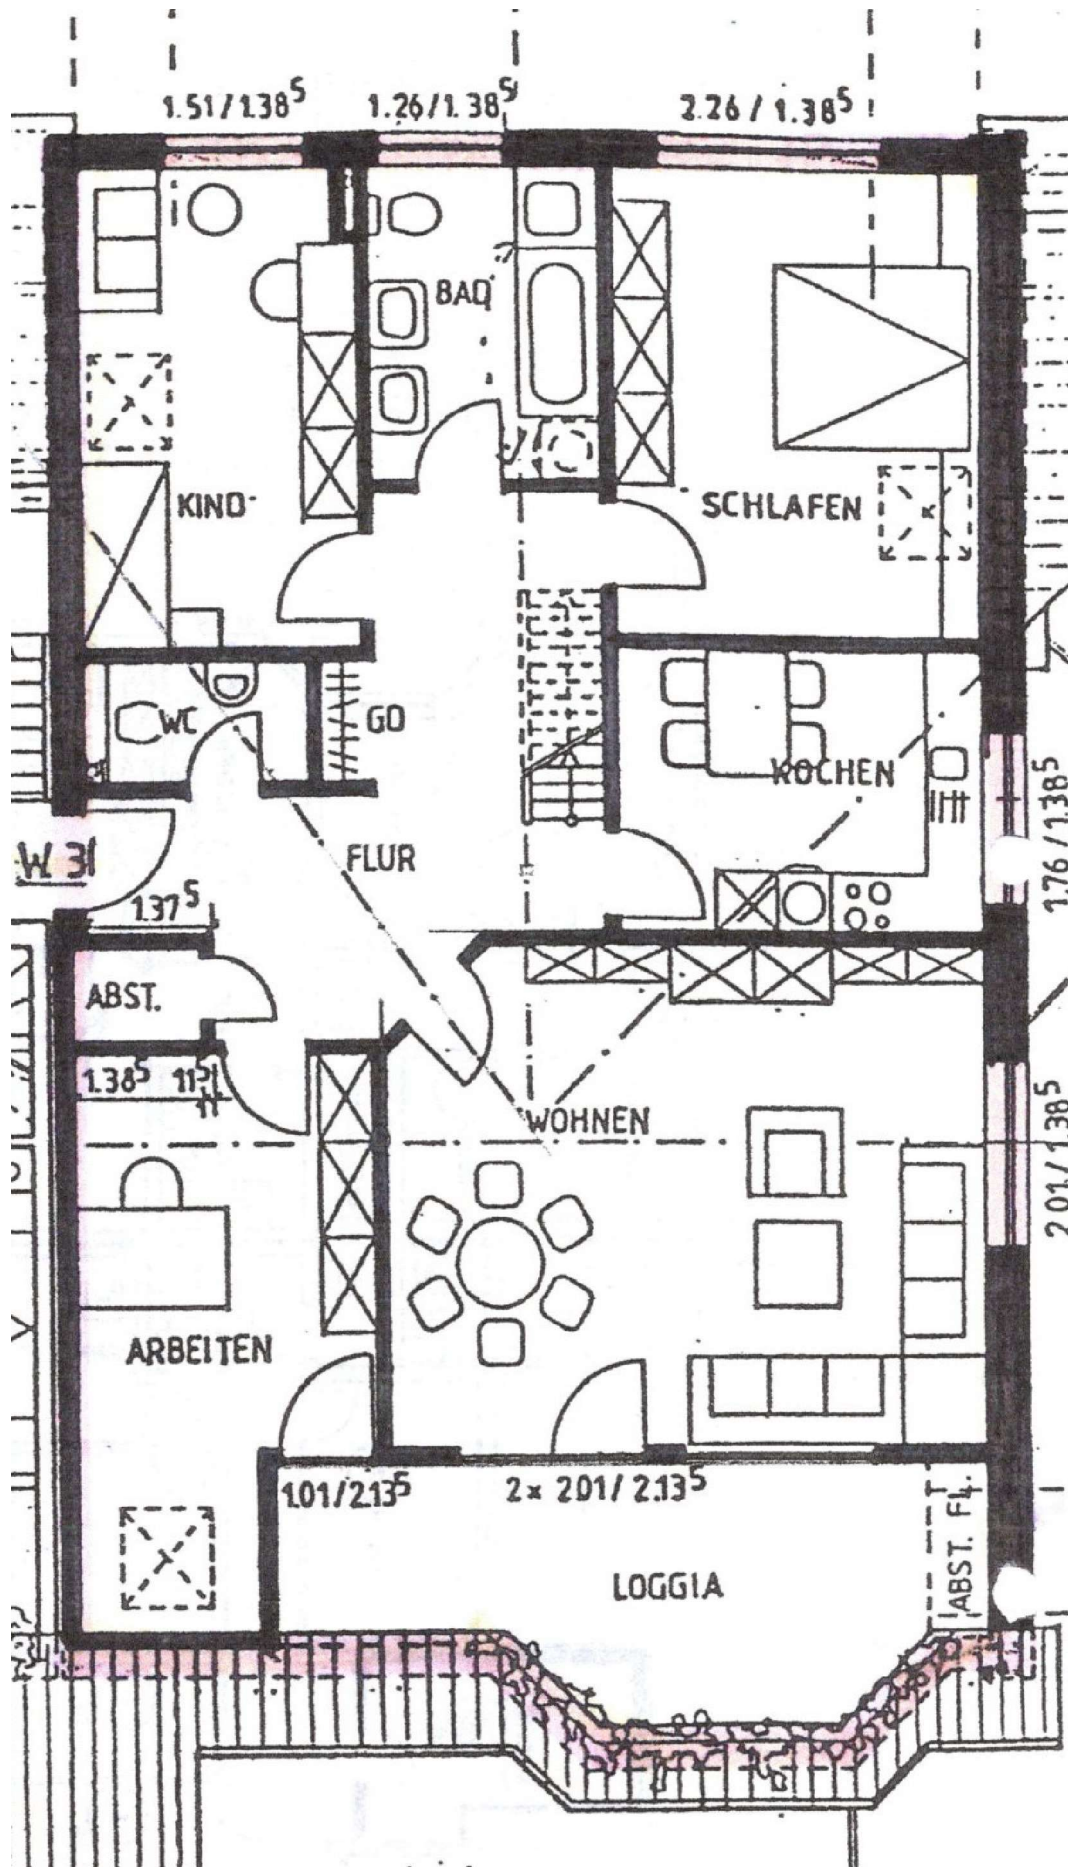 1.51/1.38⁵
1.26/1.38⁵
2.26/1.38⁵
BAD
KIND
SCHLAFEN
WC
GD
KOCHEN
1.76/1.38⁵
W. 31
FLUR
1.37⁵
ABST.
1.38⁵ 11⁵
WOHNEN
2.01/1.38⁵
ARBEITEN
1.01/2.13⁵
2x 2.01/2.13⁵
ABST. FL.
LOGGIA